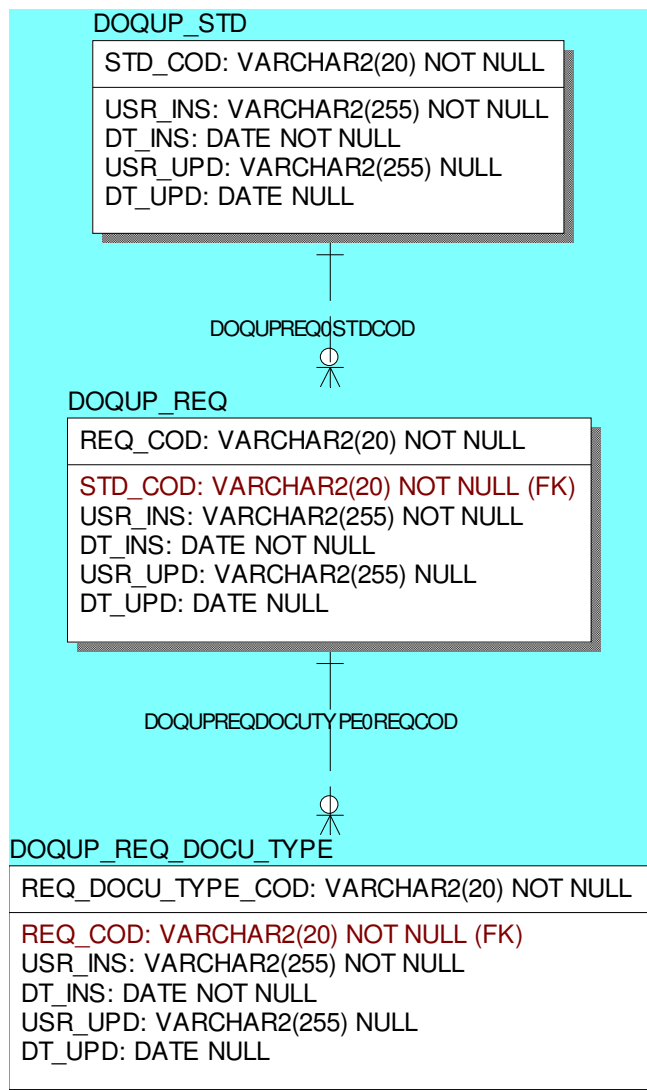 DOQUP_STD
STD_COD: VARCHAR2(20) NOT NULL
USR_INS: VARCHAR2(255) NOT NULL
DT_INS: DATE NOT NULL
USR_UPD: VARCHAR2(255) NULL
DT_UPD: DATE NULL
DOQUPREQ0STDCOD
DOQUP_REQ
REQ_COD: VARCHAR2(20) NOT NULL
STD_COD: VARCHAR2(20) NOT NULL (FK)
USR_INS: VARCHAR2(255) NOT NULL
DT_INS: DATE NOT NULL
USR_UPD: VARCHAR2(255) NULL
DT_UPD: DATE NULL
DOQUPREQDOCUTYPE0REQCOD
DOQUP_REQ_DOCU_TYPE
REQ_DOCU_TYPE_COD: VARCHAR2(20) NOT NULL
REQ_COD: VARCHAR2(20) NOT NULL (FK)
USR_INS: VARCHAR2(255) NOT NULL
DT_INS: DATE NOT NULL
USR_UPD: VARCHAR2(255) NULL
DT_UPD: DATE NULL